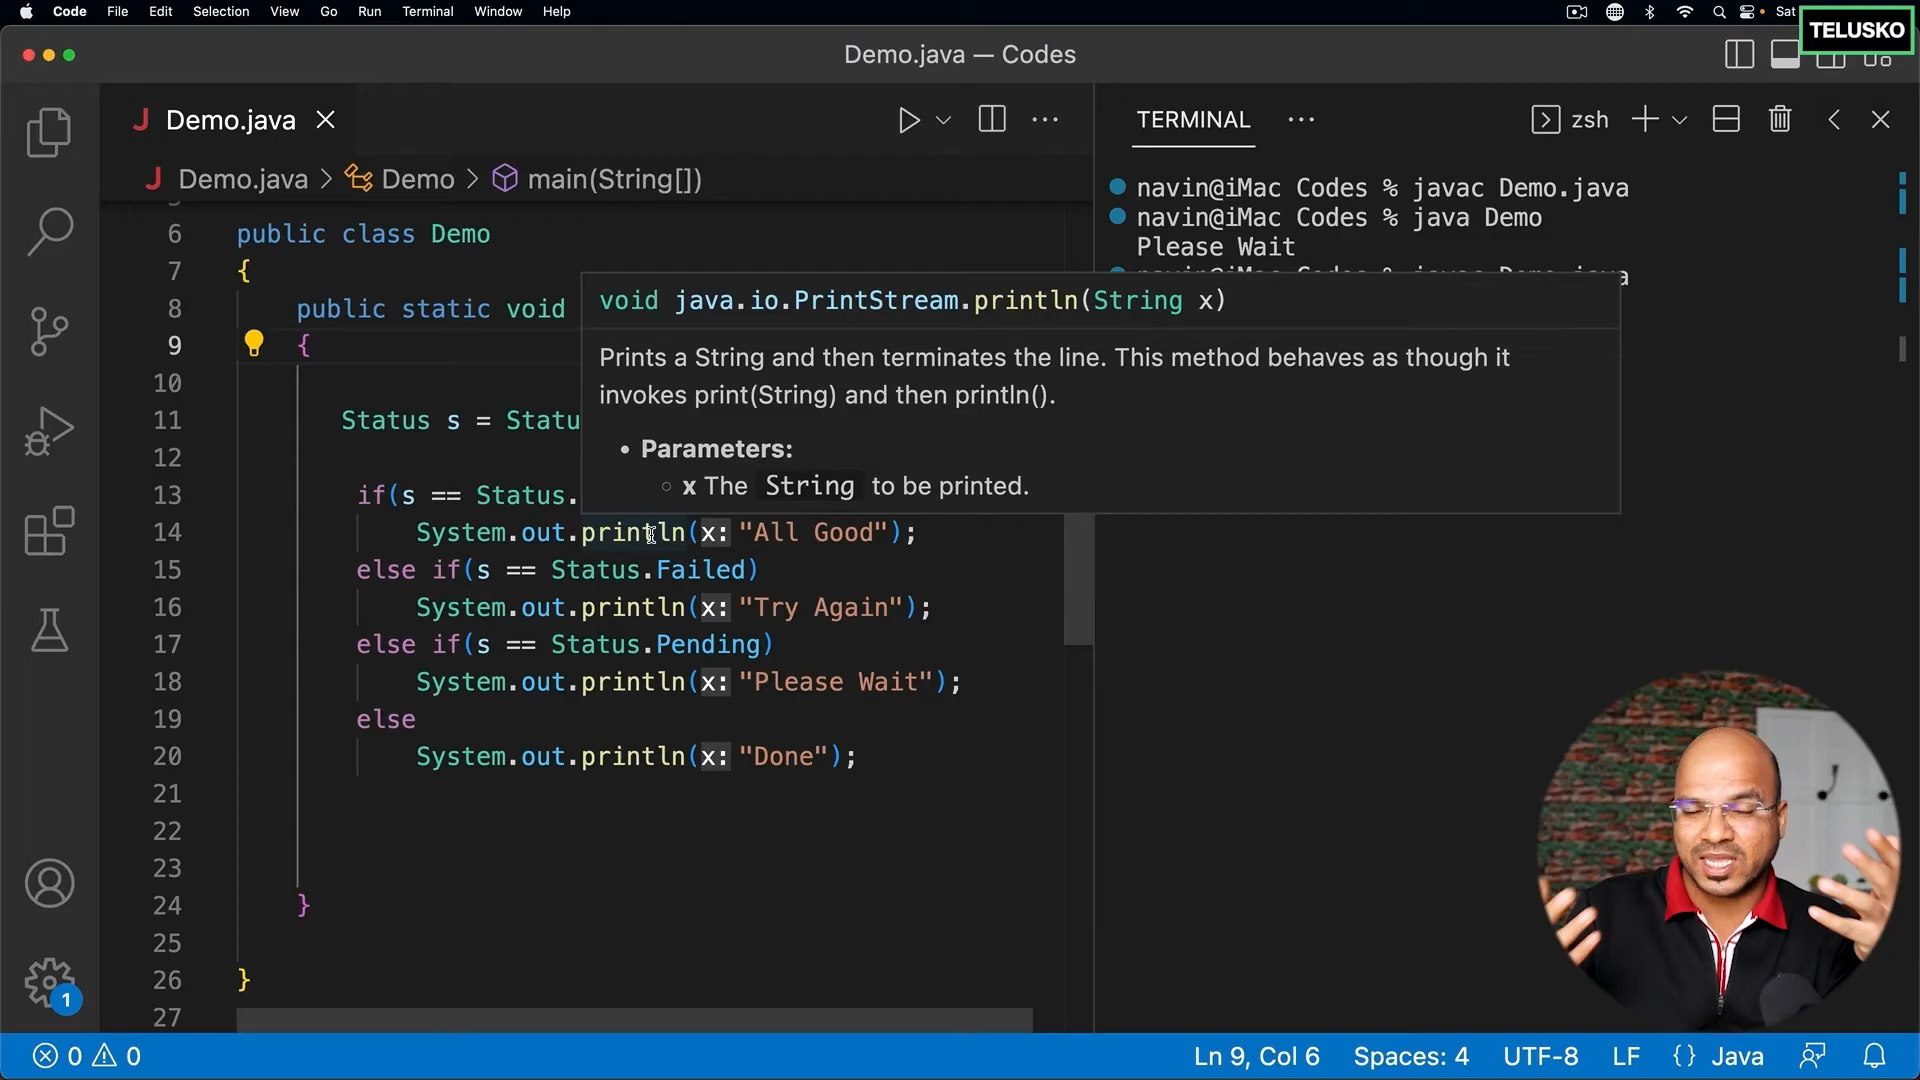 Code File Edit Selection View Go Run Terminal Window Help Sat
TELUSKO
Demo.java — Codes
Demo.java
TERMINAL zsh
Demo.java > Demo > main(String[])
navin@iMac Codes % javac Demo.java
navin@iMac Codes % java Demo
Please Wait
6 public class Demo
7 {
8 public static void
9 {
10
11 Status s = Statu
12
13 if(s == Status.
14 System.out.println(x: "All Good");
15 else if(s == Status.Failed)
16 System.out.println(x: "Try Again");
17 else if(s == Status.Pending)
18 System.out.println(x: "Please Wait");
19 else
20 System.out.println(x: "Done");
21
22
23
24 }
25
26 }
27
void java.io.PrintStream.println(String x)
Prints a String and then terminates the line. This method behaves as though it
invokes print(String) and then println().
• Parameters:
○ x The String to be printed.
1
0 0 Ln 9, Col 6 Spaces: 4 UTF-8 LF {} Java